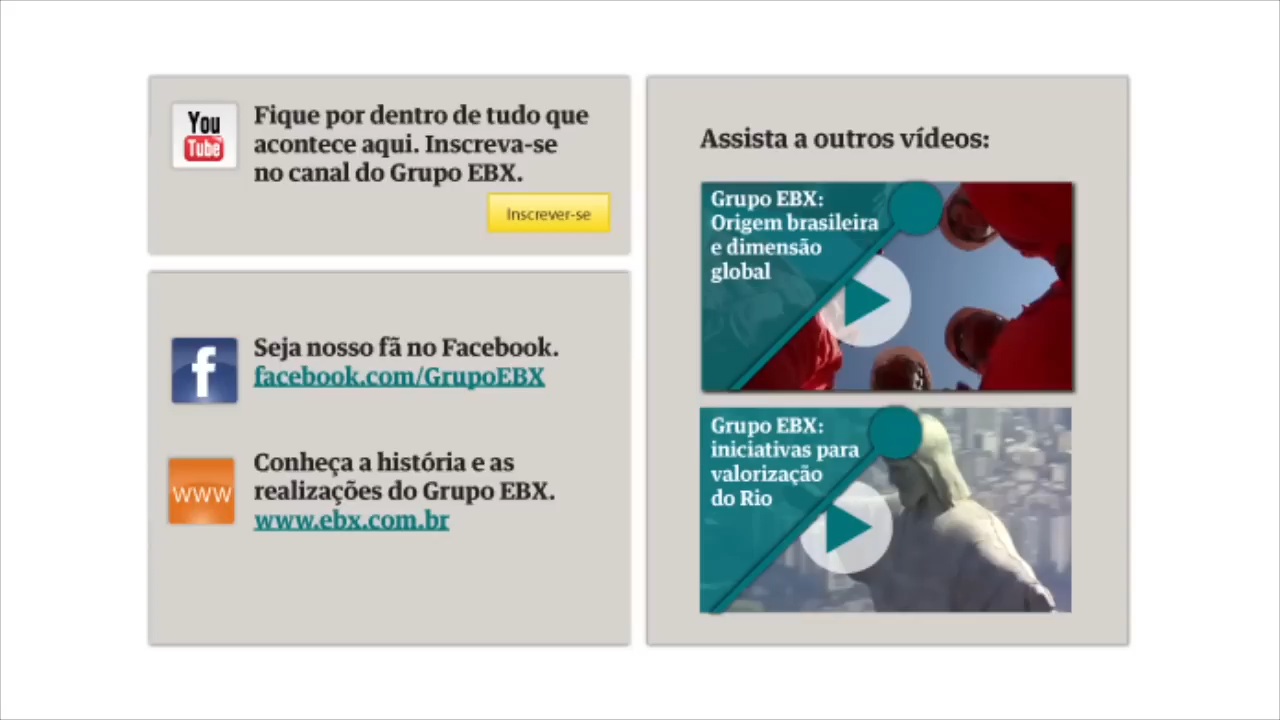 You
Tube
Fique por dentro de tudo que
acontece aqui. Inscreva-se
no canal do Grupo EBX.
Inscrever-se
f
Seja nosso fã no Facebook.
facebook.com/GrupoEBX
www
Conheça a história e as
realizações do Grupo EBX.
www.ebx.com.br
Assista a outros vídeos:
Grupo EBX:
Origem brasileira
e dimensão
global
Grupo EBX:
iniciativas para
valorização
do Rio